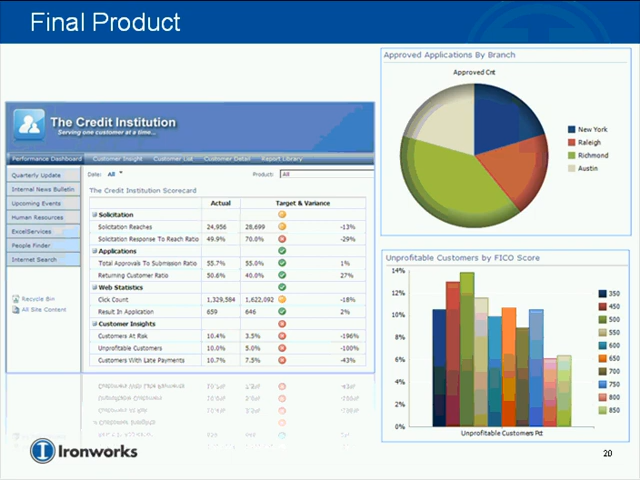 Final Product
The Credit Institution
Serving one customer at a time...
Performance Dashboard Customer Insight Customer List Customer Detail Report Library
Quarterly Update
Internal News Bulletin
Upcoming Events
Human Resources
ExcelServices
People Finder
Internet Search
Recycle Bin
All Site Content
Date: All Product: All
The Credit Institution Scorecard
Actual Target & Variance
Solicitation
Solicitation Reaches 24,956 28,699 -13%
Solicitation Response To Reach Ratio 49.9% 70.0% -29%
Applications
Total Approvals To Submission Ratio 55.7% 55.0% 1%
Returning Customer Ratio 50.6% 40.0% 27%
Web Statistics
Click Count 1,329,584 1,622,092 -18%
Result In Application 659 646 2%
Customer Insights
Customers At Risk 10.4% 3.5% -196%
Unprofitable Customers 10.0% 5.0% -100%
Customers With Late Payments 10.7% 7.5% -43%
Approved Applications By Branch
Approved Cnt
New York
Raleigh
Richmond
Austin
Unprofitable Customers by FICO Score
14%
12%
10%
8%
6%
4%
2%
0%
Unprofitable Customers Pct
350
450
500
550
600
650
700
750
800
850
Ironworks
20